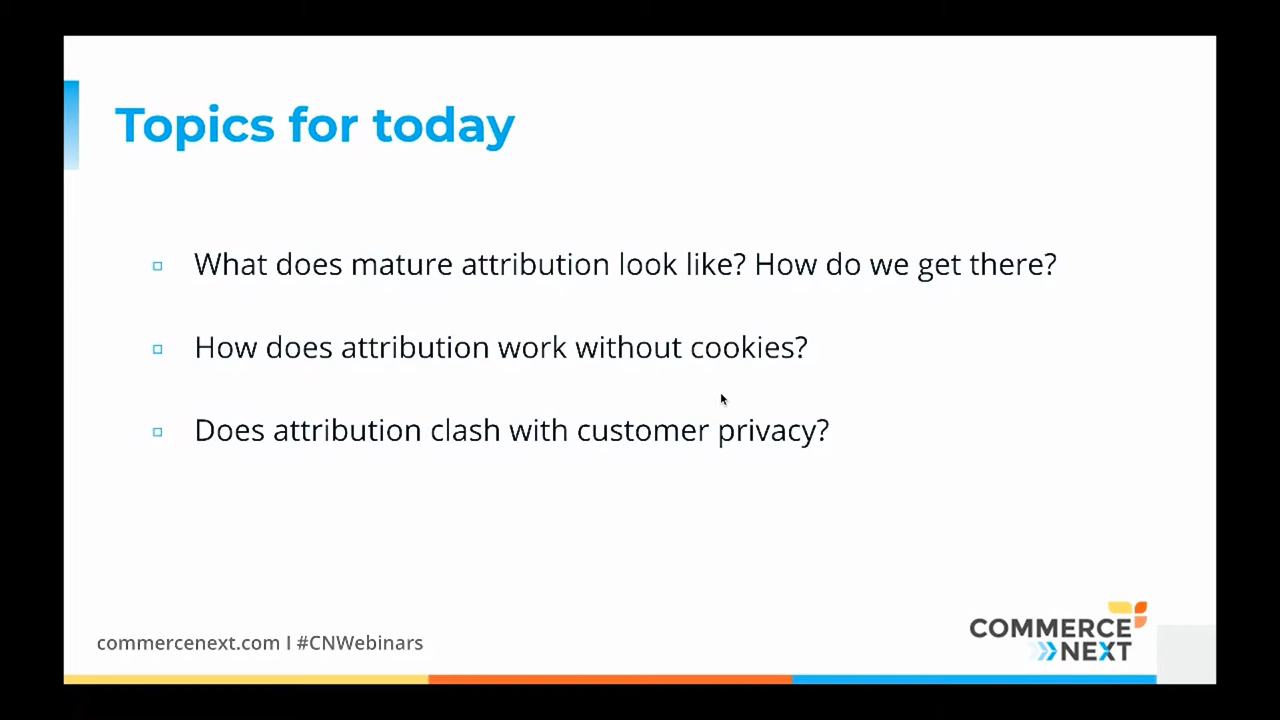 Topics for today
What does mature attribution look like? How do we get there?
How does attribution work without cookies?
Does attribution clash with customer privacy?
commercenext.com I #CNWebinars
COMMERCE
NEXT